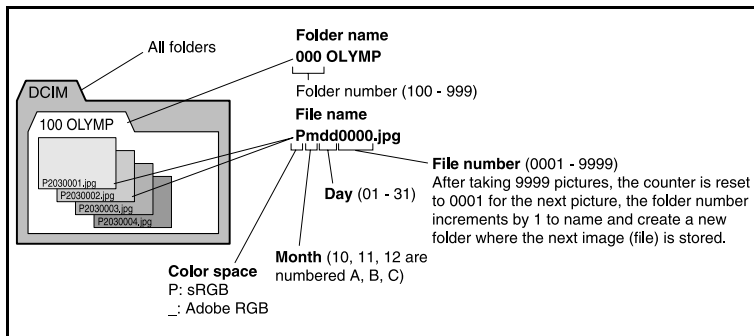 All folders
DCIM
100 OLYMP
P2030001.jpg
P2030002.jpg
P2030003.jpg
P2030004.jpg
Folder name
000 OLYMP
Folder number (100 - 999)
File name
Pmdd0000.jpg
Day (01 - 31)
Month (10, 11, 12 are
numbered A, B, C)
Color space
P: sRGB
_: Adobe RGB
File number (0001 - 9999)
After taking 9999 pictures, the counter is reset
to 0001 for the next picture, the folder number
increments by 1 to name and create a new
folder where the next image (file) is stored.